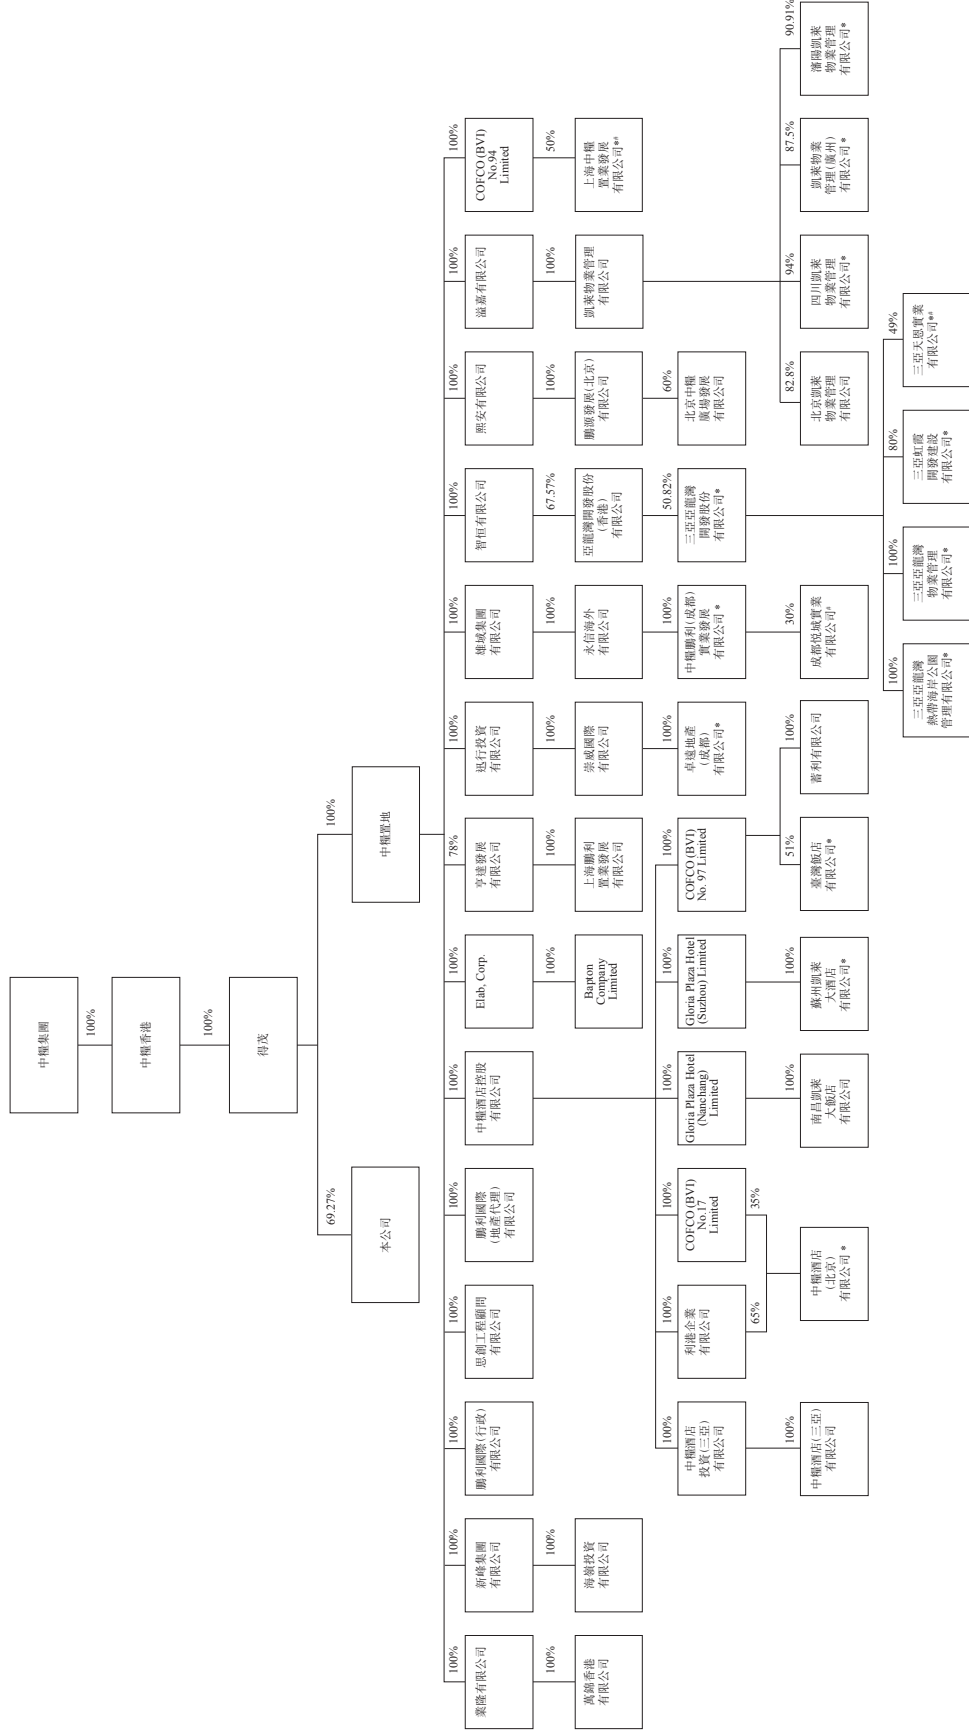 中糧集團
100%
中糧香港
100%
得茂
69.27%
100%
本公司
中糧置地
100%
業隆有限公司
100%
萬錦香港
有限公司
100%
新峰集團
有限公司
100%
海嶺投資
有限公司
100%
鵬利國際(行政)
有限公司
100%
思創工程顧問
有限公司
100%
鵬利國際
(地產代理)
有限公司
100%
中糧酒店控股
有限公司
100%
Elab, Corp.
100%
Bapton
Company
Limited
78%
亨達發展
有限公司
100%
上海鵬利
置業發展
有限公司
100%
迅行投資
有限公司
100%
崇威國際
有限公司
100%
卓遠地產
(成都)
有限公司*
100%
雄域集團
有限公司
100%
永信海外
有限公司
100%
中糧鵬利(成都)
實業發展
有限公司*
30%
成都悅城實業
有限公司#
100%
智恒有限公司
67.57%
亞龍灣開發股份
(香港)
有限公司
50.82%
三亞亞龍灣
開發股份
有限公司*
100%
熙安有限公司
100%
鵬源發展(北京)
有限公司
60%
北京中糧
廣場發展
有限公司
100%
溢嘉有限公司
100%
凱萊物業管理
有限公司
100%
COFCO (BVI)
No.94
Limited
50%
上海中糧
置業發展
有限公司*#
100%
中糧酒店
投資(三亞)
有限公司
100%
中糧酒店(三亞)
有限公司
100%
利港企業
有限公司
65%
100%
COFCO (BVI)
No.17
Limited
35%
中糧酒店
(北京)
有限公司*
100%
Gloria Plaza Hotel
(Nanchang)
Limited
100%
南昌凱萊
大飯店
有限公司
100%
Gloria Plaza Hotel
(Suzhou) Limited
100%
蘇州凱萊
大酒店
有限公司*
100%
COFCO (BVI)
No. 97 Limited
51%
臺灣飯店
有限公司*
100%
蓄利有限公司
82.8%
北京凱萊
物業管理
有限公司
94%
四川凱萊
物業管理
有限公司*
87.5%
凱萊物業
管理(廣州)
有限公司*
90.91%
瀋陽凱萊
物業管理
有限公司*
100%
三亞亞龍灣
熱帶海岸公園
管理有限公司*
100%
三亞亞龍灣
物業管理
有限公司*
80%
三亞虹霞
開發建設
有限公司*
49%
三亞天恩實業
有限公司*#